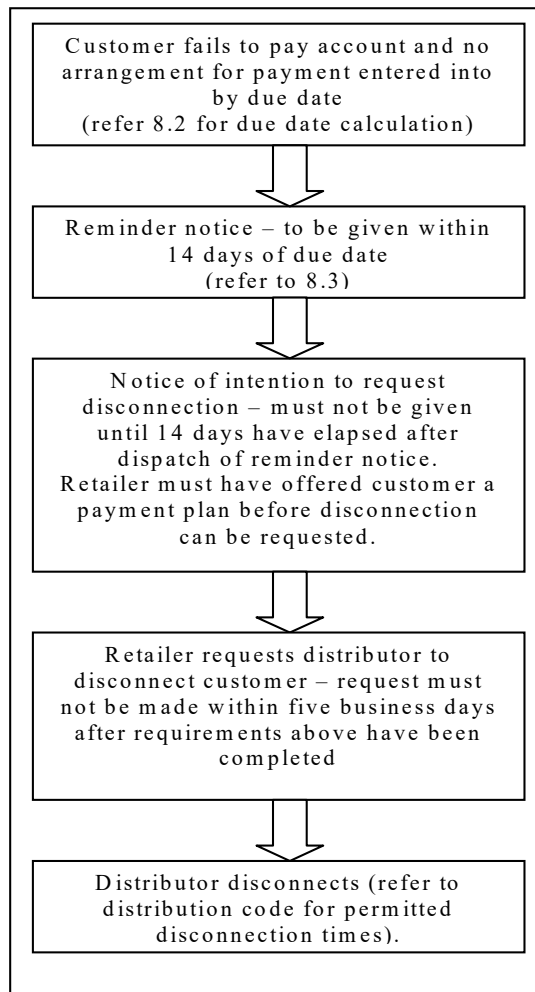 Customer fails to pay account and no
arrangement for payment entered into
by due date
(refer 8.2 for due date calculation)
Reminder notice – to be given within
14 days of due date
(refer to 8.3)
Notice of intention to request
disconnection – must not be given
until 14 days have elapsed after
dispatch of reminder notice.
Retailer must have offered customer a
payment plan before disconnection
can be requested.
Retailer requests distributor to
disconnect customer – request must
not be made within five business days
after requirements above have been
completed
Distributor disconnects (refer to
distribution code for permitted
disconnection times).